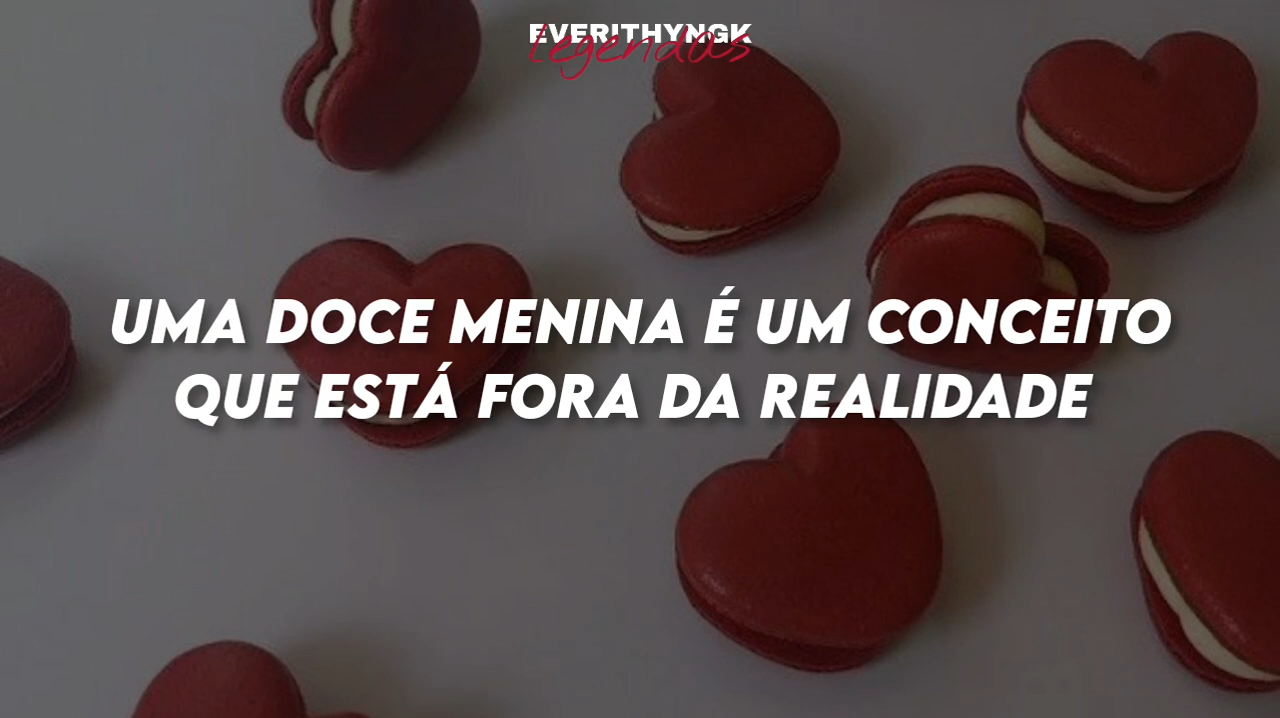 EVERITHYNGK
legendas
UMA DOCE MENINA É UM CONCEITO
QUE ESTÁ FORA DA REALIDADE